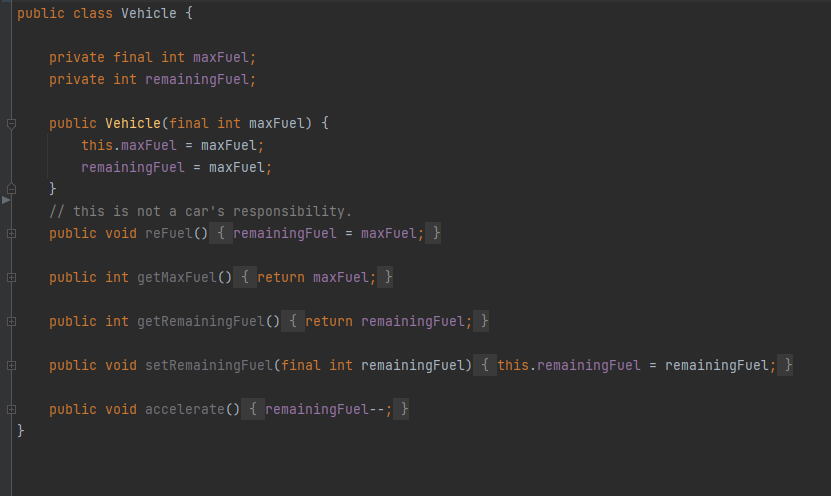 public class Vehicle {
private final int maxFuel;
private int remainingFuel;
public Vehicle(final int maxFuel) {
this.maxFuel = maxFuel;
remainingFuel = maxFuel;
}
// this is not a car's responsibility.
public void reFuel() { remainingFuel = maxFuel; }
public int getMaxFuel() { return maxFuel; }
public int getRemainingFuel() { return remainingFuel; }
public void setRemainingFuel(final int remainingFuel) { this.remainingFuel = remainingFuel; }
public void accelerate() { remainingFuel--; }
}